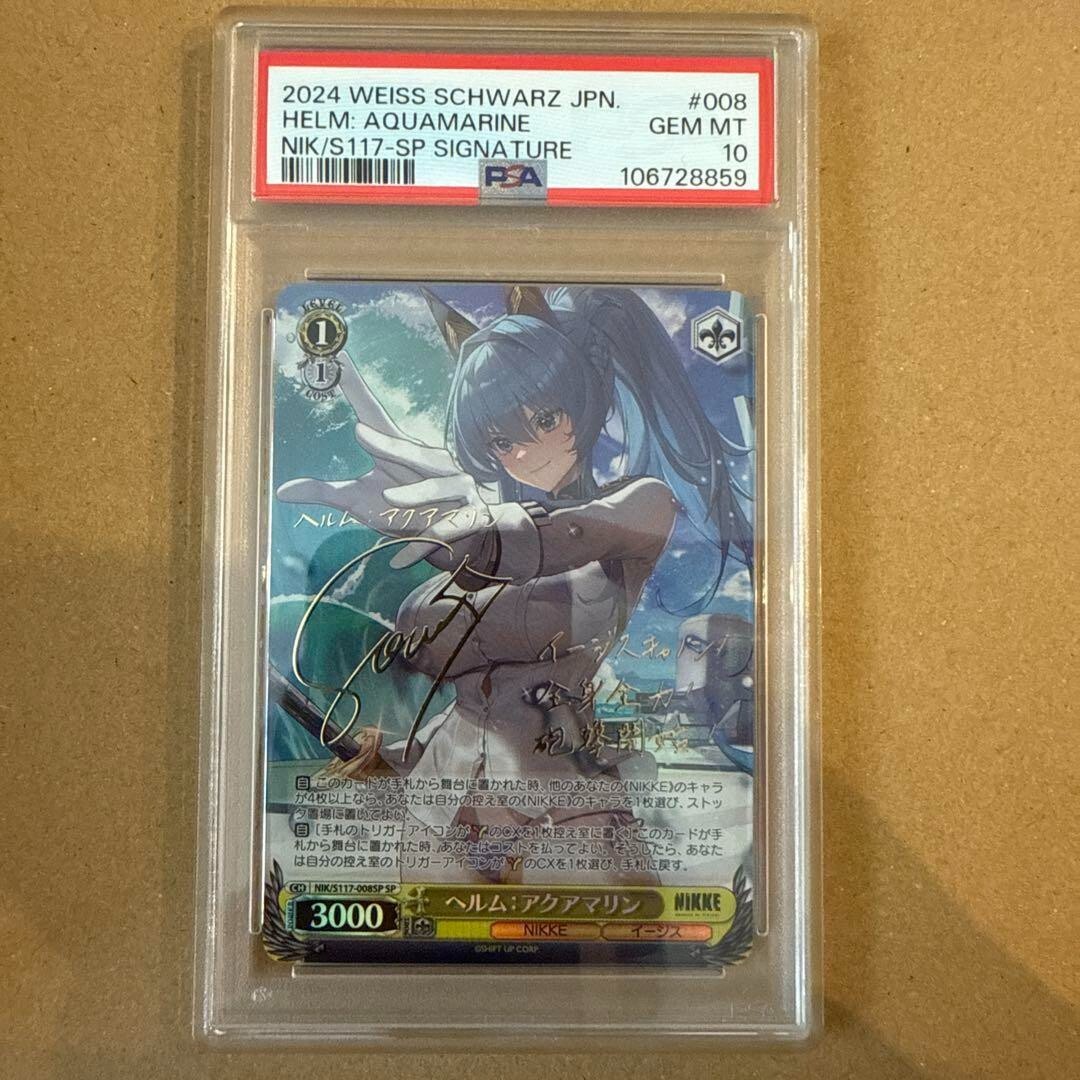 2024 WEISS SCHWARZ JPN. #008
HELM: AQUAMARINE GEM MT
NIK/S117-SP SIGNATURE 10
PSA 106728859
LEVEL
1
1
COST
ヘルム：アクアマリン
イージスキャノン！
全身全力！
砲撃開始！
このカードが手札から舞台に置かれた時、他のあなたの《NIKKE》のキャラ
が4枚以上なら、あなたは自分の控え室の《NIKKE》のキャラを1枚選び、ストッ
ク置場に置いてよい。
［手札のトリガーアイコンが のCXを1枚控え室に置く］このカードが手
札から舞台に置かれた時、あなたはコストを払ってよい。そうしたら、あなた
は自分の控え室のトリガーアイコンが のCXを1枚選び、手札に戻す。
CH NIK/S117-008SP SP
POWER 3000 ヘルム：アクアマリン NIKKE
NIKKE イージス
©SHIFT UP CORP.